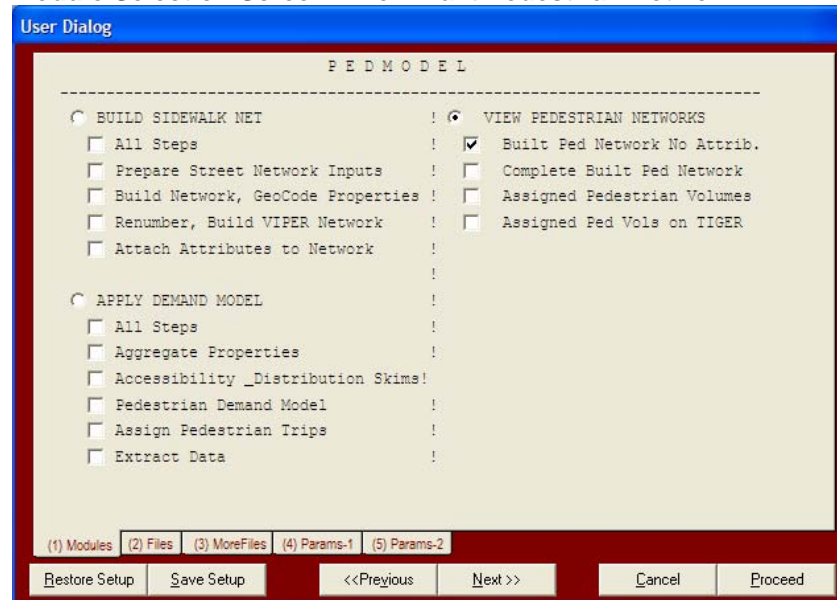 User Dialog
P E D M O D E L
--------------------------------------------------------------------------------
BUILD SIDEWALK NET ! VIEW PEDESTRIAN NETWORKS
All Steps ! Built Ped Network No Attrib.
Prepare Street Network Inputs ! Complete Built Ped Network
Build Network, GeoCode Properties ! Assigned Pedestrian Volumes
Renumber, Build VIPER Network ! Assigned Ped Vols on TIGER
Attach Attributes to Network !
!
APPLY DEMAND MODEL !
All Steps !
Aggregate Properties !
Accessibility _Distribution Skims!
Pedestrian Demand Model !
Assign Pedestrian Trips !
Extract Data !
(1) Modules (2) Files (3) MoreFiles (4) Params-1 (5) Params-2
Restore Setup Save Setup <<Previous Next >> Cancel Proceed